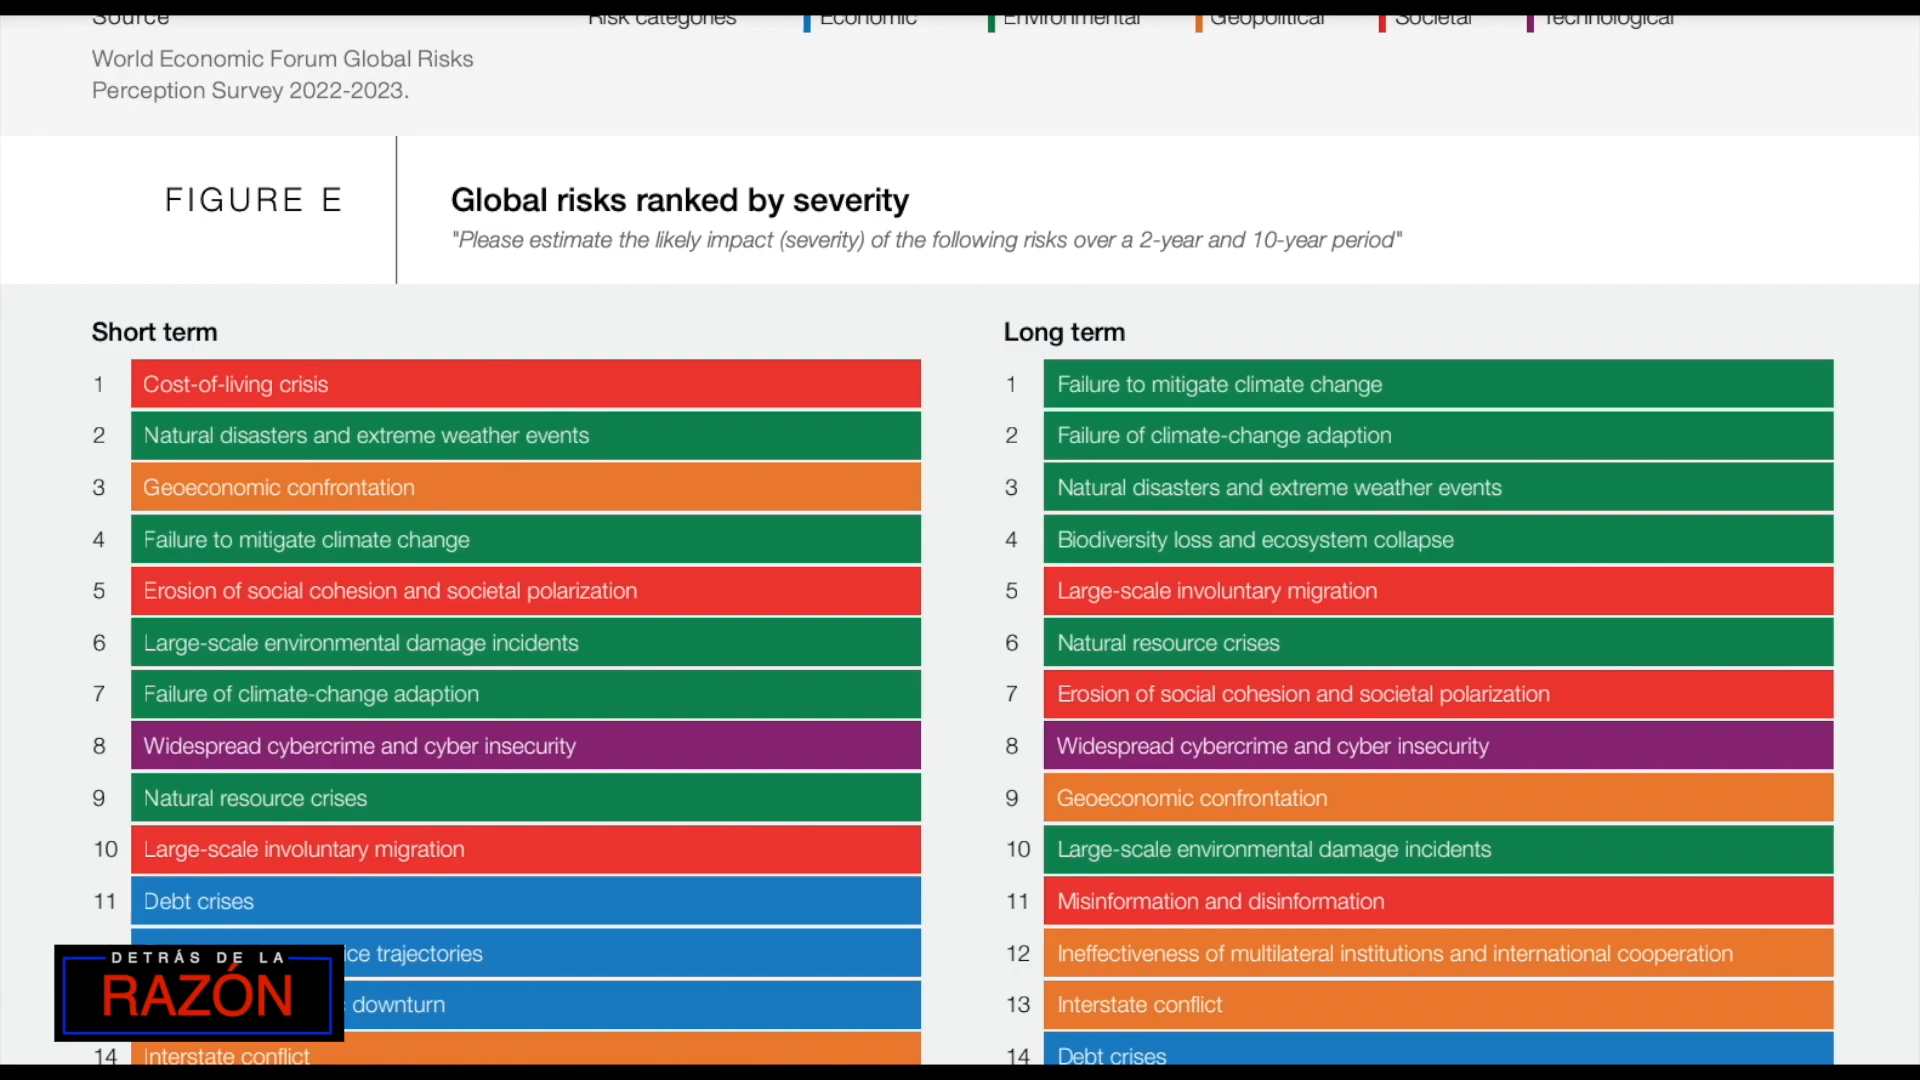 Source
Risk categories
Economic
Environmental
Geopolitical
Societal
Technological
World Economic Forum Global Risks
Perception Survey 2022-2023.
FIGURE E
Global risks ranked by severity
"Please estimate the likely impact (severity) of the following risks over a 2-year and 10-year period"
Short term
1 Cost-of-living crisis
2 Natural disasters and extreme weather events
3 Geoeconomic confrontation
4 Failure to mitigate climate change
5 Erosion of social cohesion and societal polarization
6 Large-scale environmental damage incidents
7 Failure of climate-change adaption
8 Widespread cybercrime and cyber insecurity
9 Natural resource crises
10 Large-scale involuntary migration
11 Debt crises
trajectories
downturn
14 Interstate conflict
Long term
1 Failure to mitigate climate change
2 Failure of climate-change adaption
3 Natural disasters and extreme weather events
4 Biodiversity loss and ecosystem collapse
5 Large-scale involuntary migration
6 Natural resource crises
7 Erosion of social cohesion and societal polarization
8 Widespread cybercrime and cyber insecurity
9 Geoeconomic confrontation
10 Large-scale environmental damage incidents
11 Misinformation and disinformation
12 Ineffectiveness of multilateral institutions and international cooperation
13 Interstate conflict
14 Debt crises
DETRÁS DE LA
RAZÓN